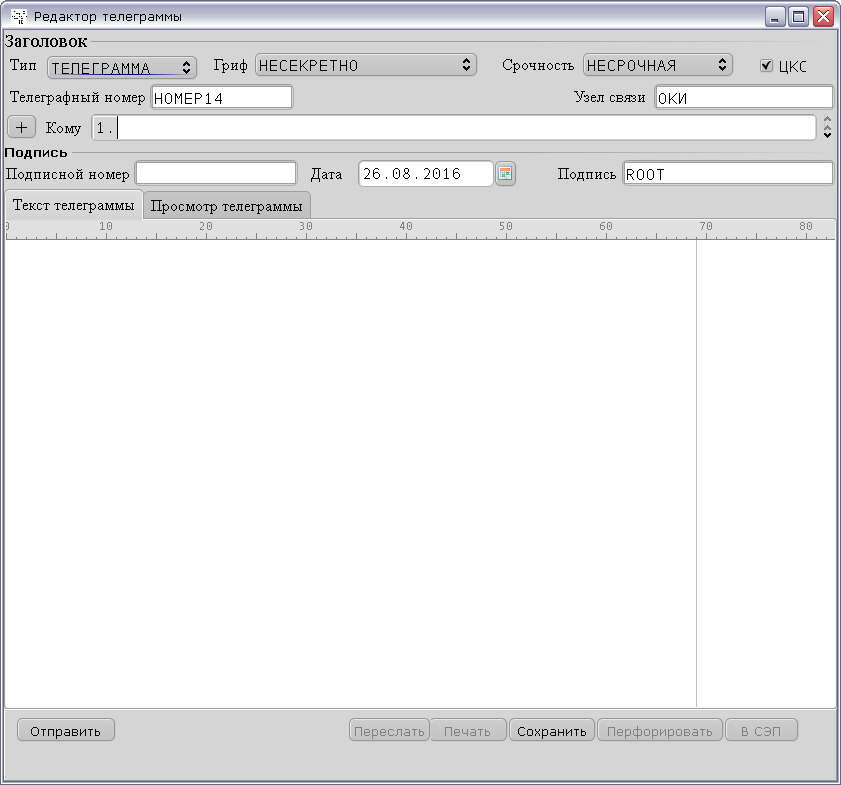 Редактор телеграммы
Заголовок
Тип ТЕЛЕГРАММА Гриф НЕСЕКРЕТНО Срочность НЕСРОЧНАЯ ЦКС
Телеграфный номер НОМЕР14 Узел связи ОКИ
+ Кому 1.
Подпись
Подписной номер Дата 26.08.2016 Подпись ROOT
Текст телеграммы Просмотр телеграммы
0 10 20 30 40 50 60 70 80
Отправить Переслать Печать Сохранить Перфорировать В СЭП